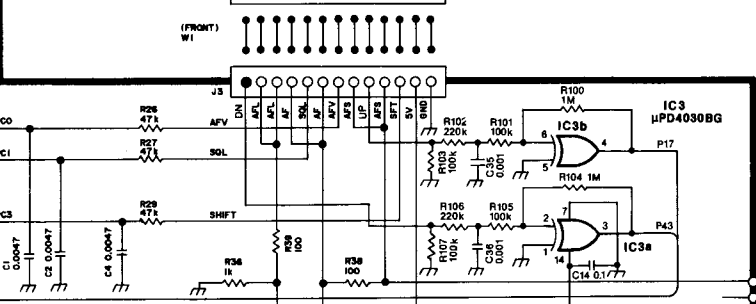 (FRONT)
W1
J3
DN
AFL
AFL
AF
SQL
AF
AFV
AFS
UP
AFS
SFT
5V
GND
R100
1M
IC3
µPD4030BG
C0
R26
47k
AFV
R102
220k
R101
100k
IC3b
6
4
5
P17
R103
100k
C35
0.001
C1
R27
47k
SQL
R104 1M
C3
R29
47k
SHIFT
R106
220k
R105
100k
7
2
3
1
14
P43
IC3a
R107
100k
C36
0.001
C14 0.1
C1
0.0047
C2 0.0047
C4 0.0047
R36
1k
R39
100
R38
100